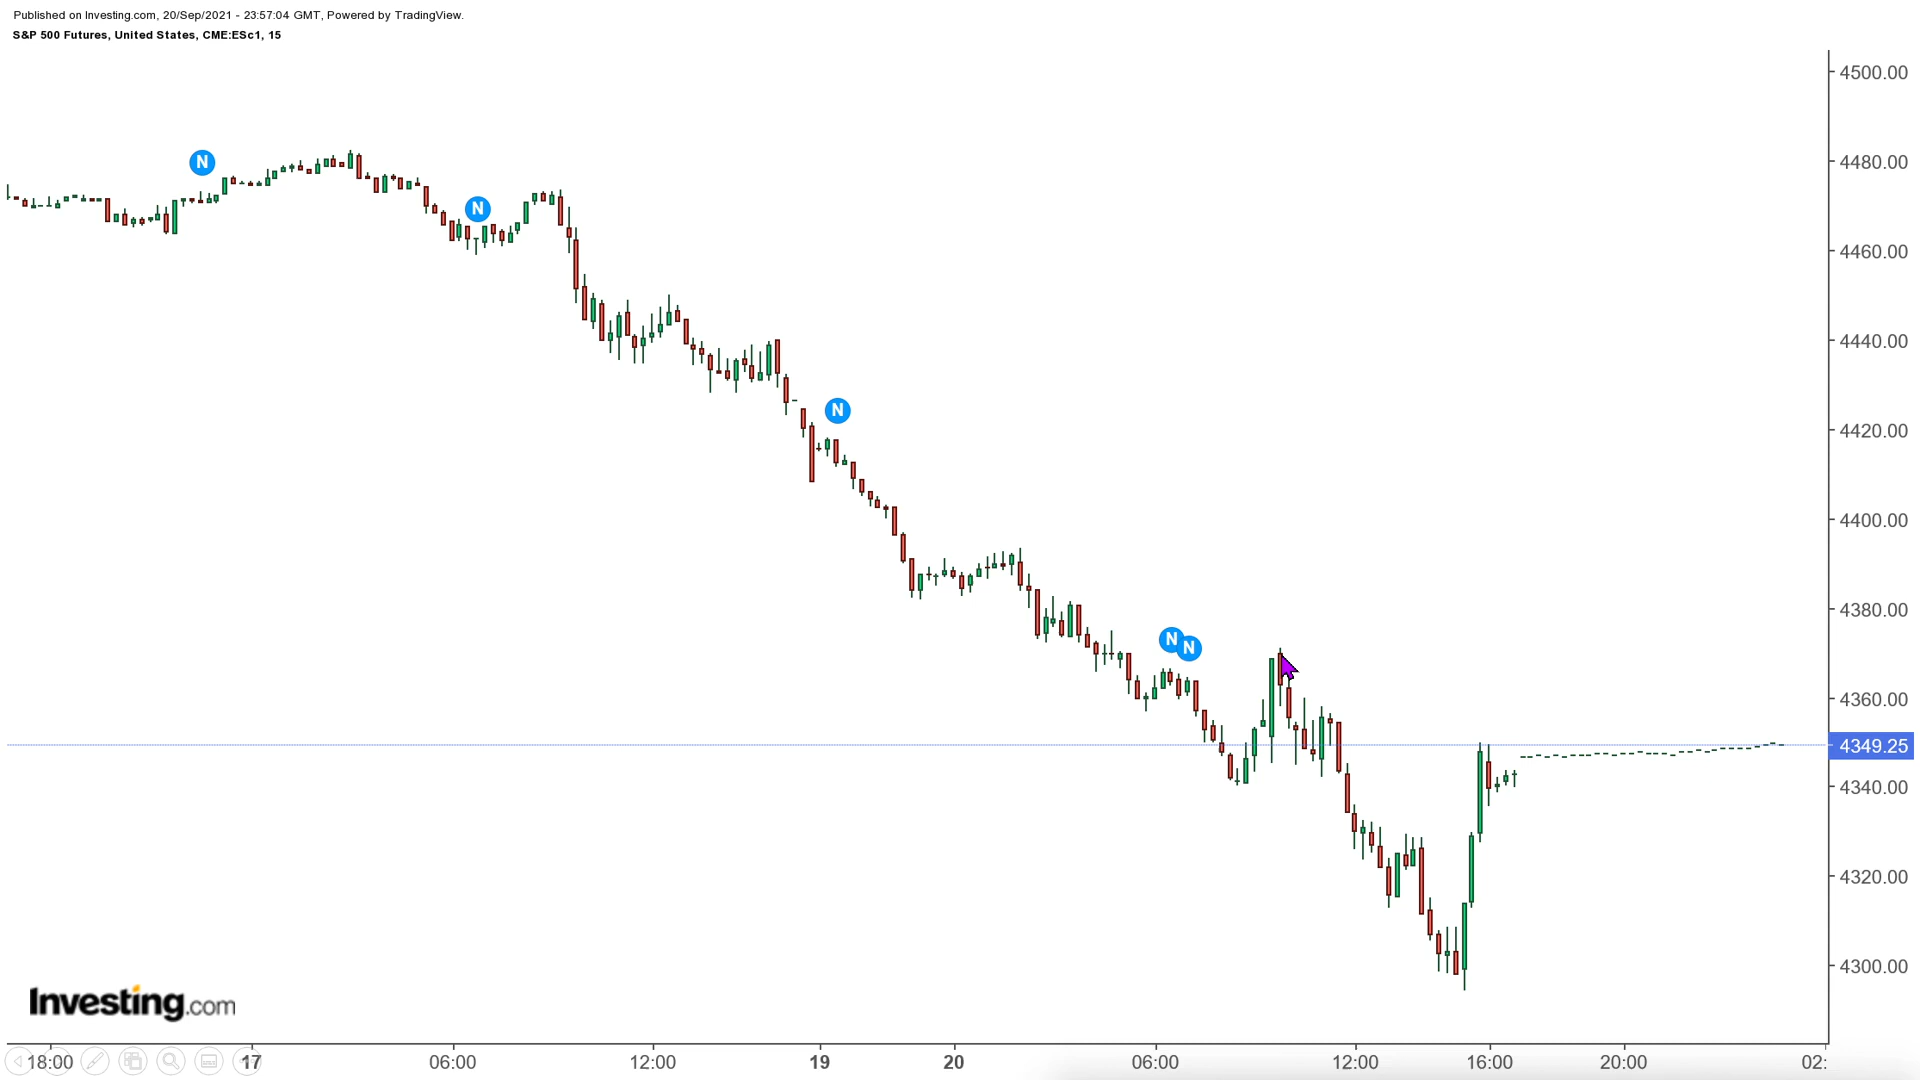 Published on Investing.com, 20/Sep/2021 - 23:57:04 GMT, Powered by TradingView.
S&P 500 Futures, United States, CME:ESc1, 15
4500.00
4480.00
N
N
4460.00
4440.00
N
4420.00
4400.00
4380.00
N
N
4360.00
4349.25
4340.00
4320.00
4300.00
Investing.com
18:00 17 06:00 12:00 19 20 06:00 12:00 16:00 20:00 02: